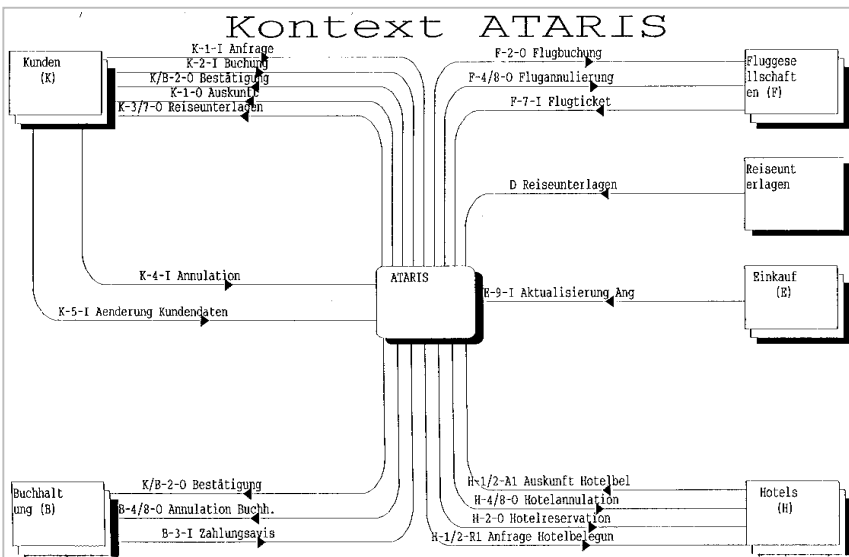 Kontext ATARIS
Kunden
(K)
K-1-I Anfrage
K-2-I Buchung
K/B-2-O Bestätigung
K-1-O Auskunft
K-3/7-O Reiseunterlagen
F-2-O Flugbuchung
F-4/8-O Flugannulierung
F-7-I Flugticket
Fluggese
llschaft
en (F)
D Reiseunterlagen
Reiseunt
erlagen
K-4-I Annulation
K-5-I Aenderung Kundendaten
ATARIS
E-9-I Aktualisierung Ang
Einkauf
(E)
Buchhalt
ung (B)
K/B-2-O Bestätigung
B-4/8-O Annulation Buchh.
B-3-I Zahlungsavis
H-1/2-A1 Auskunft Hotelbel
H-4/8-O Hotelannulation
H-2-O Hotelreservation
H-1/2-R1 Anfrage Hotelbelegun
Hotels
(H)